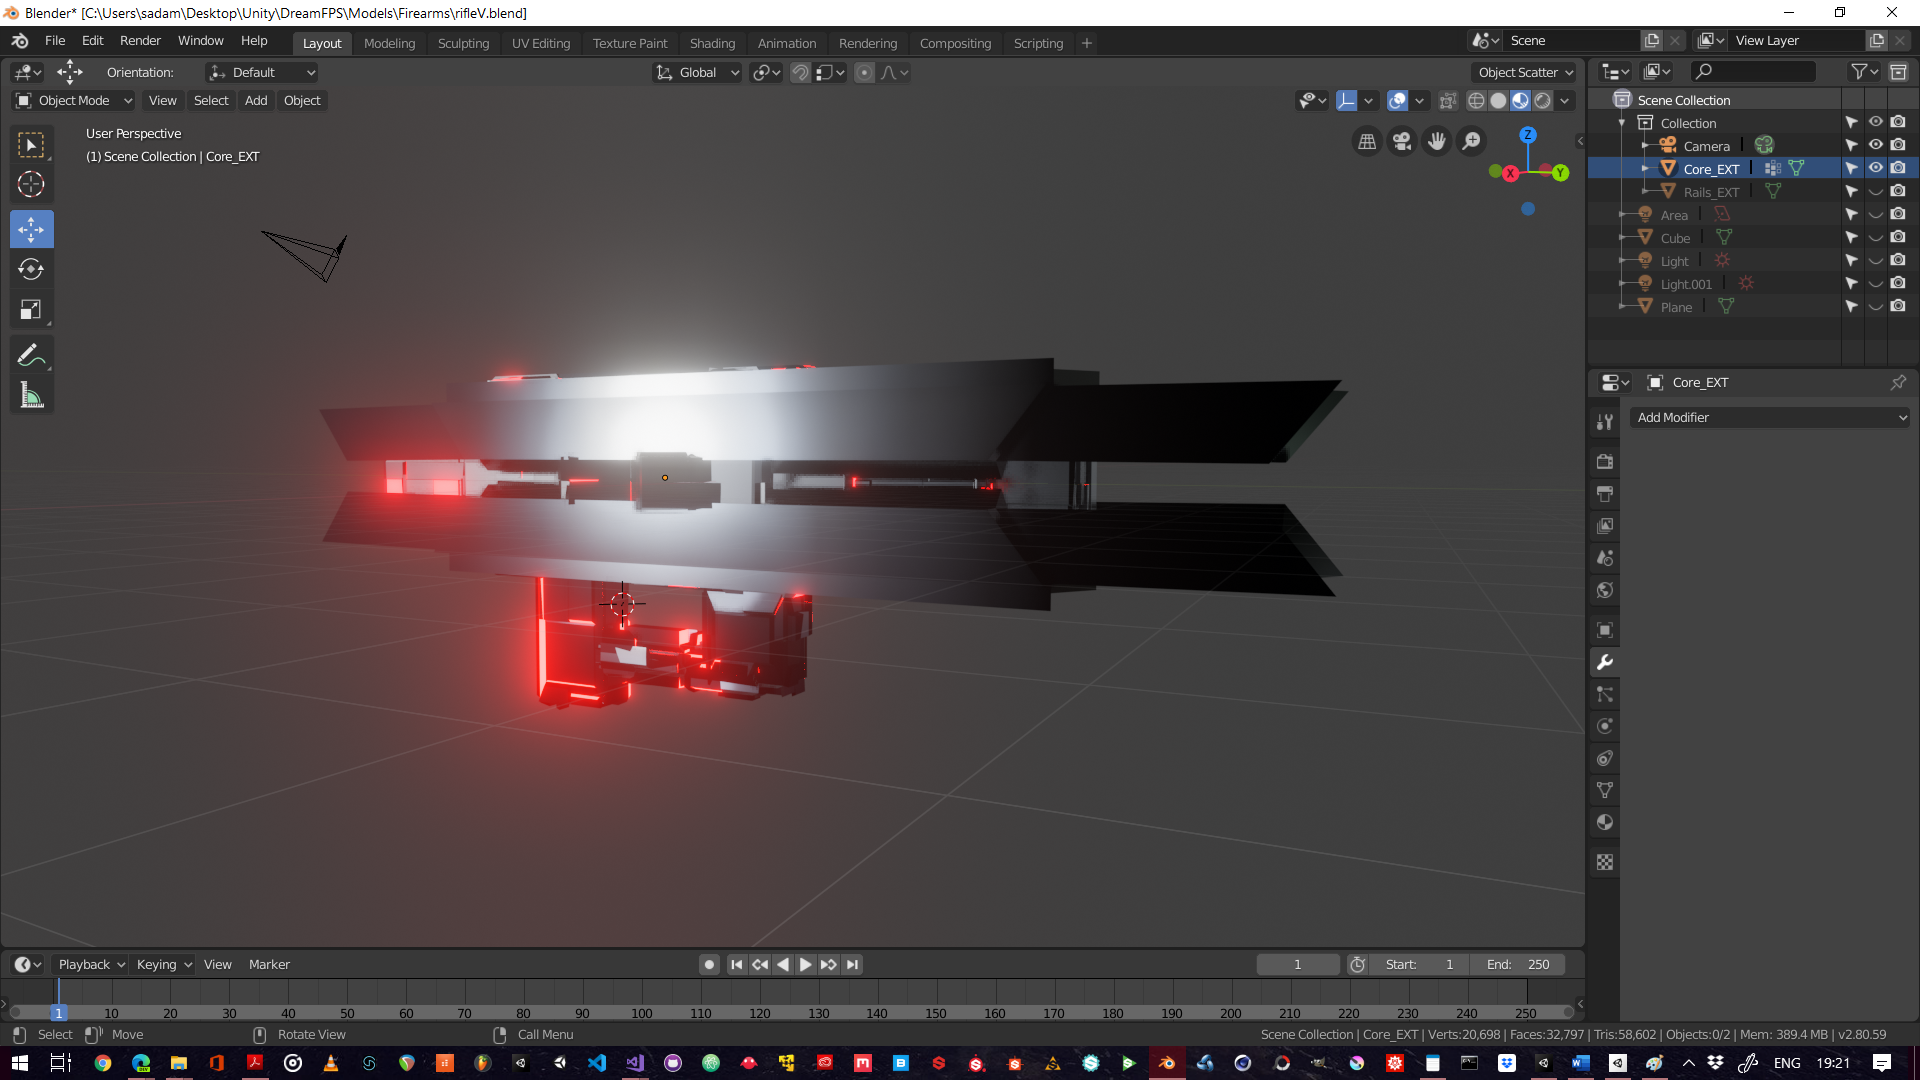 Blender* [C:\Users\sadam\Desktop\Unity\DreamFPS\Models\Firearms\rifleV.blend]
File Edit Render Window Help Layout Modeling Sculpting UV Editing Texture Paint Shading Animation Rendering Compositing Scripting Scene View Layer
Orientation: Default Global Object Scatter
Object Mode View Select Add Object
User Perspective
(1) Scene Collection | Core_EXT
Z
X
Y
Scene Collection
Collection
Camera
Core_EXT
Rails_EXT
Area
Cube
Light
Light.001
Plane
Core_EXT
Add Modifier
Playback Keying View Marker 1 Start: 1 End: 250
1 10 20 30 40 50 60 70 80 90 100 110 120 130 140 150 160 170 180 190 200 210 220 230 240 250
Select Move Rotate View Call Menu Scene Collection | Core_EXT | Verts:20,698 | Faces:32,797 | Tris:58,602 | Objects:0/2 | Mem: 389.4 MB | v2.80.59
ENG 19:21